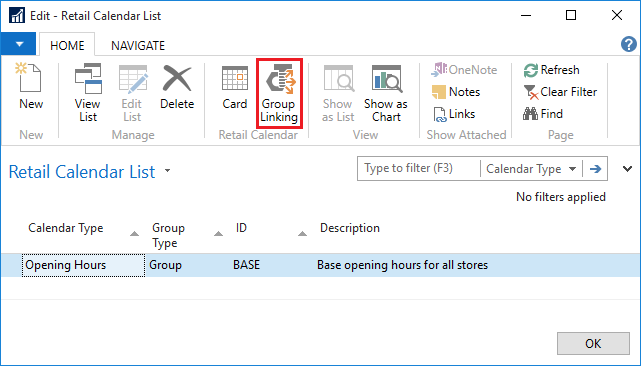 Edit - Retail Calendar List
HOME NAVIGATE
New
View
List
Edit
List
Delete
Card
Group
Linking
Show
as List
Show as
Chart
OneNote
Notes
Links
Refresh
Clear Filter
Find
New
Manage
Retail Calendar
View
Show Attached
Page
Retail Calendar List
Type to filter (F3)
Calendar Type
No filters applied
Calendar Type
Group
Type
ID
Description
Opening Hours Group BASE Base opening hours for all stores
OK